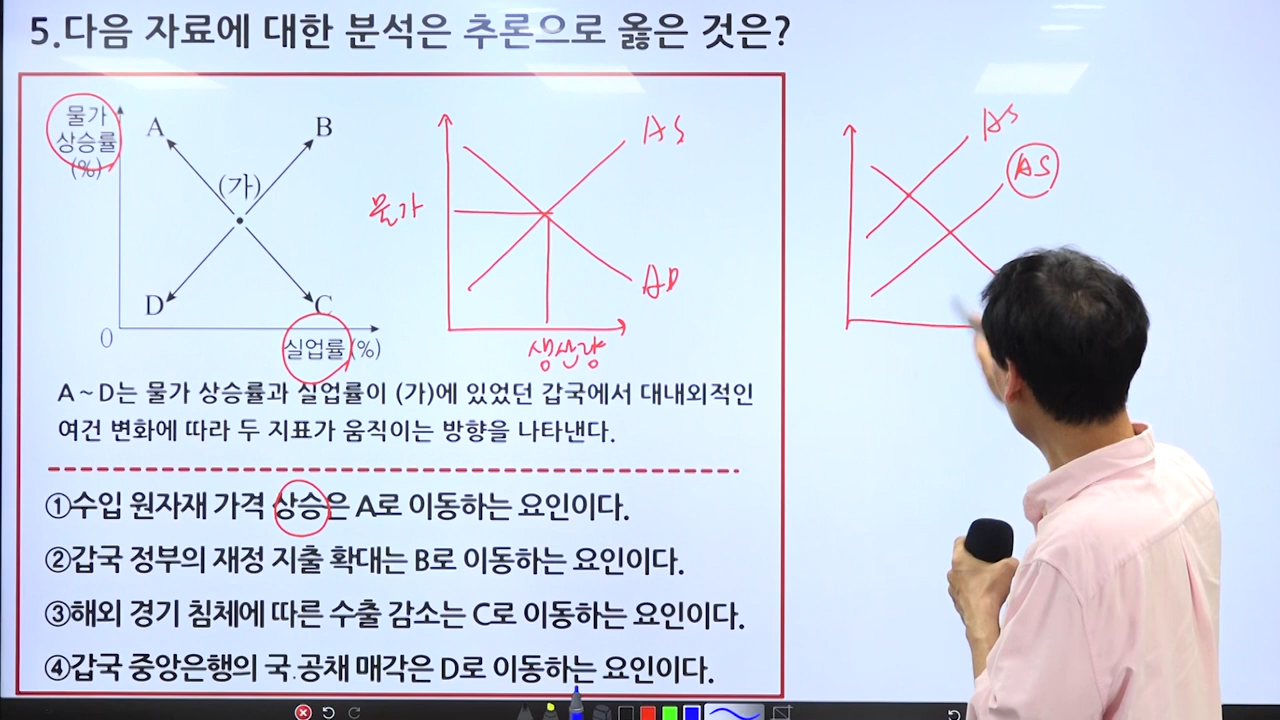 5.다음 자료에 대한 분석은 추론으로 옳은 것은?
물가
상승률
(%)
A
B
(가)
D
C
0
실업률(%)
AS
물가
AD
생산량
AS
AS
A~D는 물가 상승률과 실업률이 (가)에 있었던 갑국에서 대내외적인
여건 변화에 따라 두 지표가 움직이는 방향을 나타낸다.
①수입 원자재 가격 상승은 A로 이동하는 요인이다.
②갑국 정부의 재정 지출 확대는 B로 이동하는 요인이다.
③해외 경기 침체에 따른 수출 감소는 C로 이동하는 요인이다.
④갑국 중앙은행의 국.공채 매각은 D로 이동하는 요인이다.